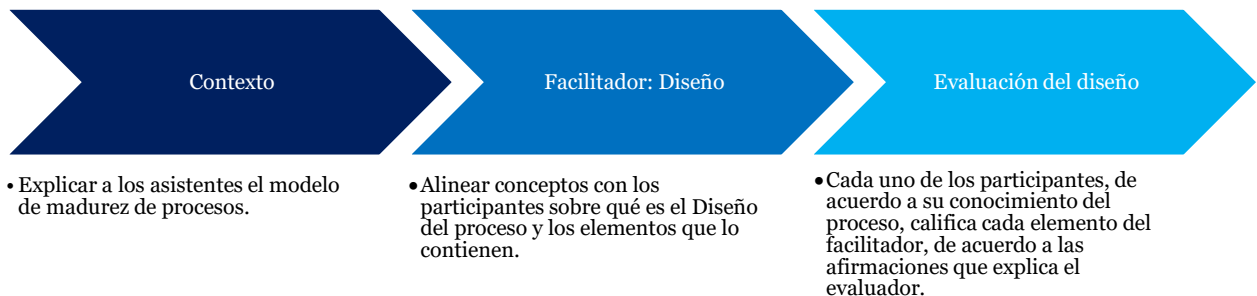 Contexto
Facilitador: Diseño
Evaluación del diseño
• Explicar a los asistentes el modelo
de madurez de procesos.
•Alinear conceptos con los
participantes sobre qué es el Diseño
del proceso y los elementos que lo
contienen.
•Cada uno de los participantes, de
acuerdo a su conocimiento del
proceso, califica cada elemento del
facilitador, de acuerdo a las
afirmaciones que explica el
evaluador.